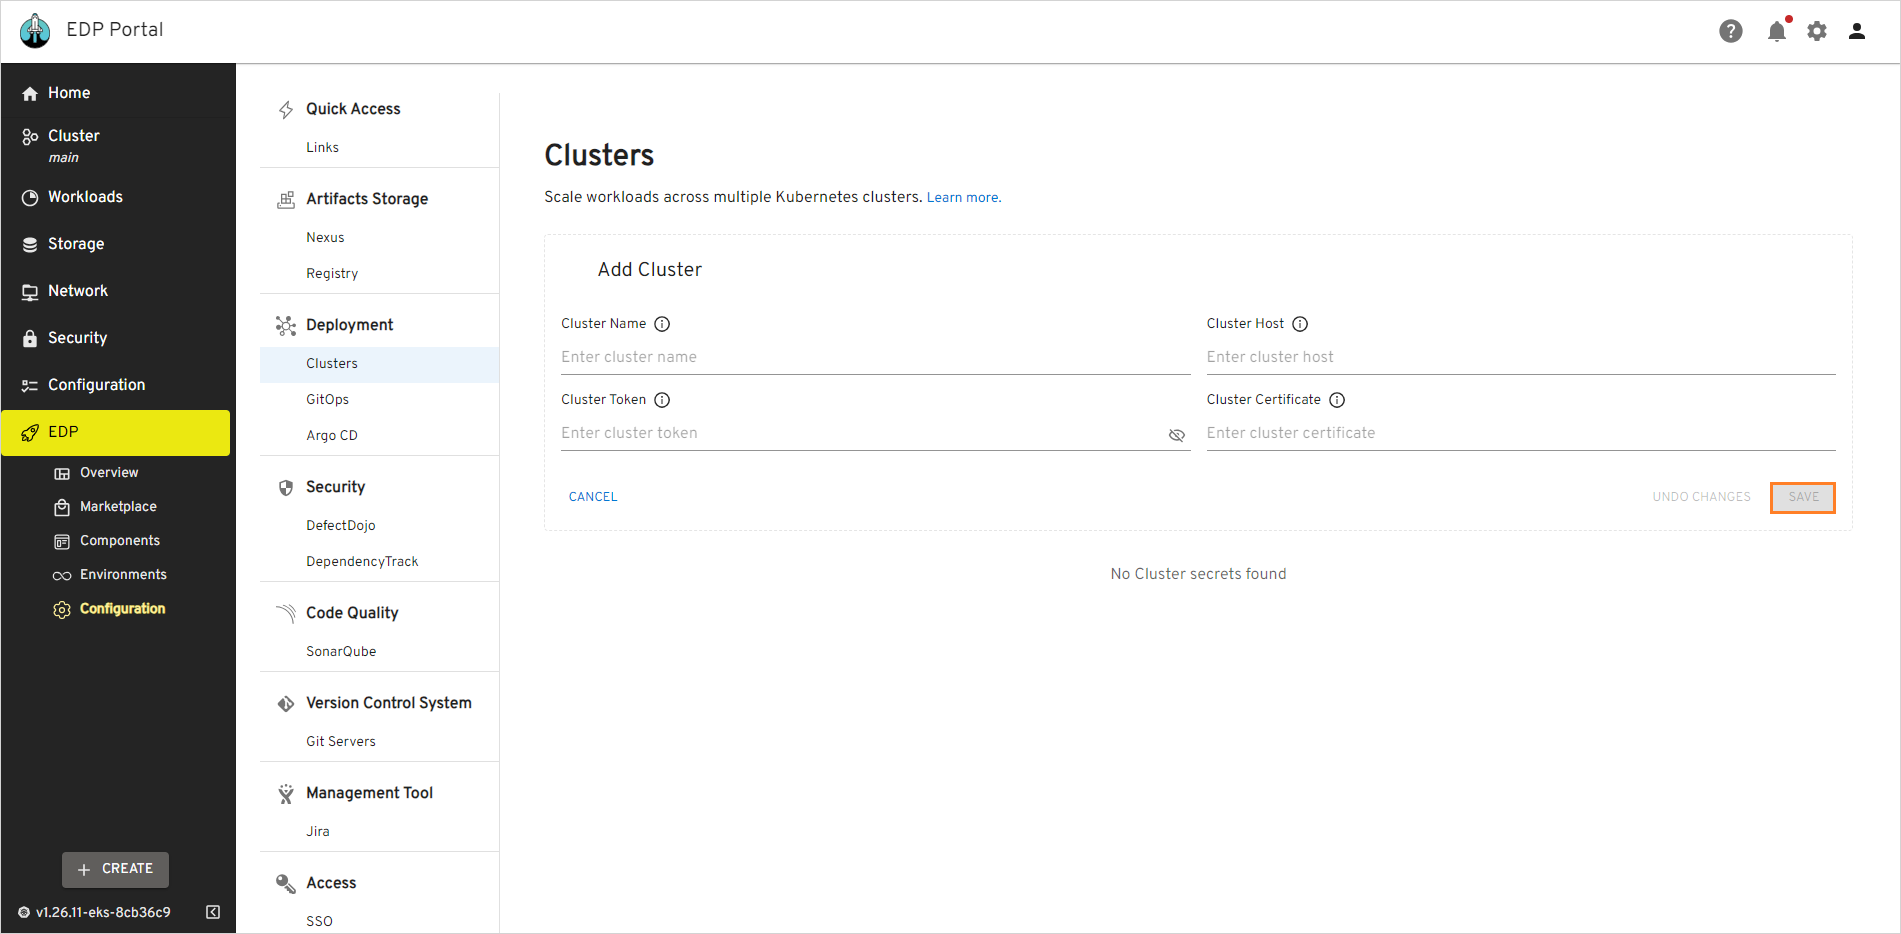 EDP Portal
Home
Cluster
main
Workloads
Storage
Network
Security
Configuration
EDP
Overview
Marketplace
Components
Environments
Configuration
CREATE
v1.26.11-eks-8cb36c9
Quick Access
Links
Artifacts Storage
Nexus
Registry
Deployment
Clusters
GitOps
Argo CD
Security
DefectDojo
DependencyTrack
Code Quality
SonarQube
Version Control System
Git Servers
Management Tool
Jira
Access
SSO
Clusters
Scale workloads across multiple Kubernetes clusters. Learn more.
Add Cluster
Cluster Name
Enter cluster name
Cluster Host
Enter cluster host
Cluster Token
Enter cluster token
Cluster Certificate
Enter cluster certificate
CANCEL
UNDO CHANGES
SAVE
No Cluster secrets found